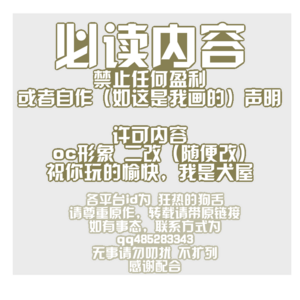 必读内容
禁止任何盈利
或者自作（如这是我画的）声明
许可内容
oc形象 二改（随便改）
祝你玩的愉快，我是犬屋
各平台id为 狂热的狗舌
请尊重原作，转载请带原链接
如有事态，联系方式为
qq485283343
无事请勿叨扰 不扩列
感谢配合